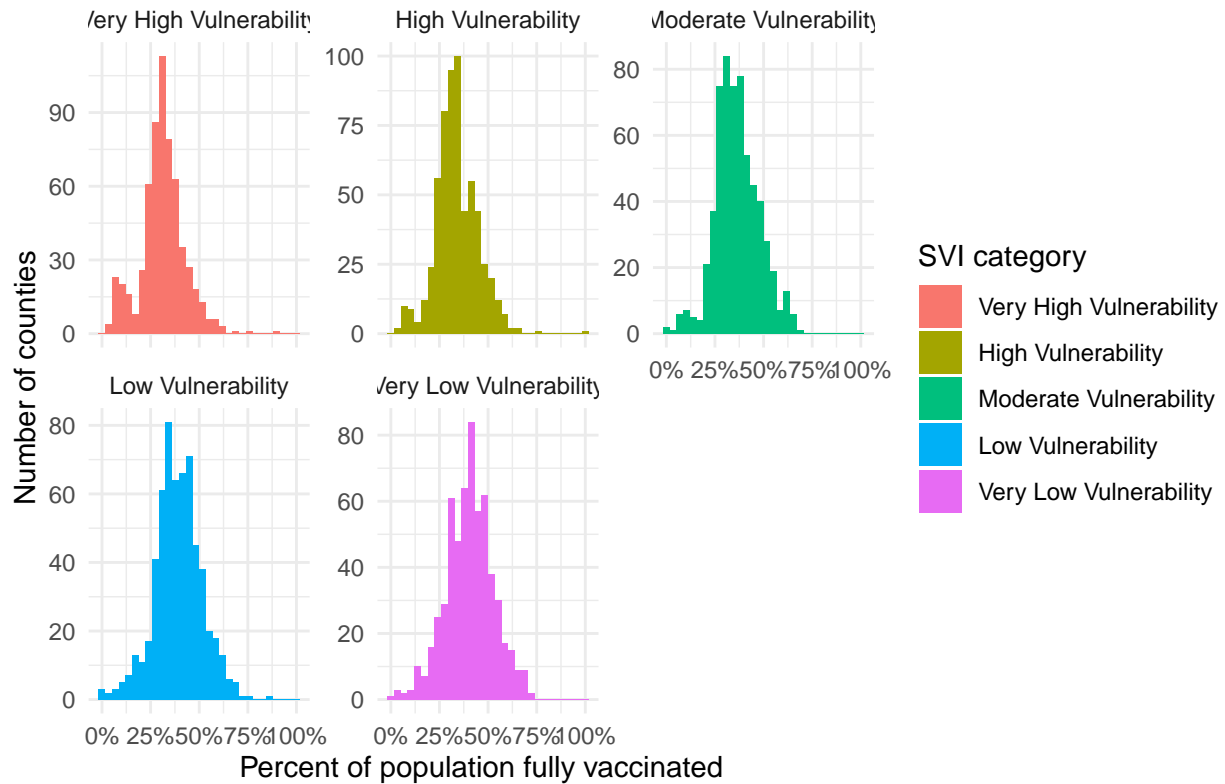 Very High Vulnerability
High Vulnerability
Moderate Vulnerability
0
30
60
90
0
25
50
75
100
0
20
40
60
80
0% 25% 50% 75% 100%
Low Vulnerability
Very Low Vulnerability
0
20
40
60
80
0
20
40
60
80
0% 25% 50% 75% 100%
0% 25% 50% 75% 100%
Number of counties
Percent of population fully vaccinated
SVI category
Very High Vulnerability
High Vulnerability
Moderate Vulnerability
Low Vulnerability
Very Low Vulnerability